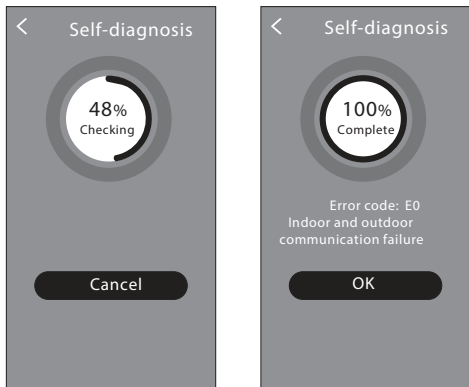 Self-diagnosis
48%
Checking
Cancel
Self-diagnosis
100%
Complete
Error code: E0
Indoor and outdoor
communication failure
OK